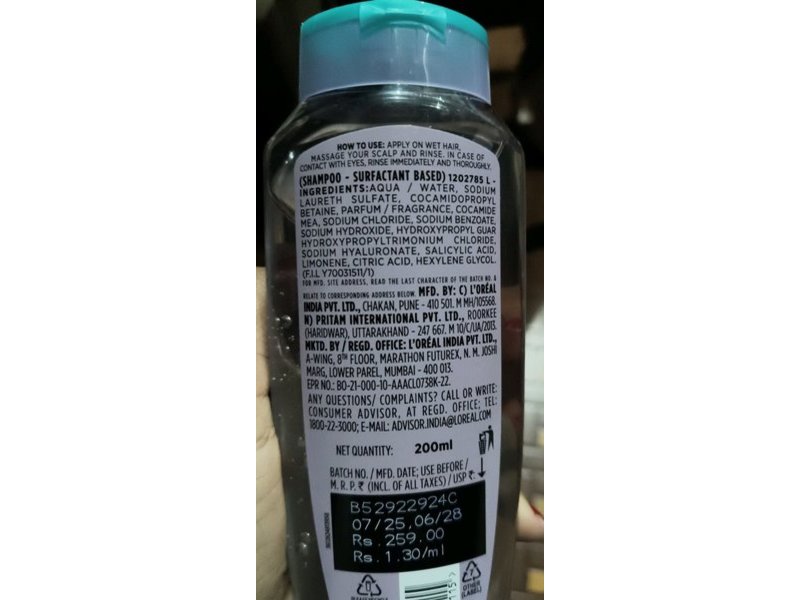 HOW TO USE: APPLY ON WET HAIR,
MASSAGE YOUR SCALP AND RINSE. IN CASE OF
CONTACT WITH EYES, RINSE IMMEDIATELY AND THOROUGHLY.
(SHAMPOO - SURFACTANT BASED) 1202785 L -
INGREDIENTS: AQUA / WATER, SODIUM
LAURETH SULFATE, COCAMIDOPROPYL
BETAINE, PARFUM / FRAGRANCE, COCAMIDE
MEA, SODIUM CHLORIDE, SODIUM BENZOATE,
SODIUM HYDROXIDE, HYDROXYPROPYL GUAR
HYDROXYPROPYLTRIMONIUM CHLORIDE,
SODIUM HYALURONATE, SALICYLIC ACID,
LIMONENE, CITRIC ACID, HEXYLENE GLYCOL.
(F.I.L Y70031511/1)
FOR MFD. SITE ADDRESS, READ THE LAST CHARACTER OF THE BATCH NO. &
RELATE TO CORRESPONDING ADDRESS BELOW. MFD. BY: C) L'ORÉAL
INDIA PVT. LTD., CHAKAN, PUNE - 410 501. M MH/105568.
N) PRITAM INTERNATIONAL PVT. LTD., ROORKEE
(HARIDWAR), UTTARAKHAND - 247 667. M 10/C/UA/2013.
MKTD. BY / REGD. OFFICE: L'ORÉAL INDIA PVT. LTD.,
A-WING, 8TH FLOOR, MARATHON FUTUREX, N. M. JOSHI
MARG, LOWER PAREL, MUMBAI - 400 013.
EPR NO.: BO-21-000-10-AAACL0738K-22.
ANY QUESTIONS/ COMPLAINTS? CALL OR WRITE:
CONSUMER ADVISOR, AT REGD. OFFICE; TEL:
1800-22-3000; E-MAIL: ADVISOR.INDIA@LOREAL.COM
NET QUANTITY: 200ml
BATCH NO. / MFD. DATE; USE BEFORE /
M. R. P. ₹ (INCL. OF ALL TAXES) / USP ₹:
B52922924C
07/25,06/28
Rs.259.00
Rs.1.30/ml
7
OTHER
(LABEL)
PLEASE RECYCLE